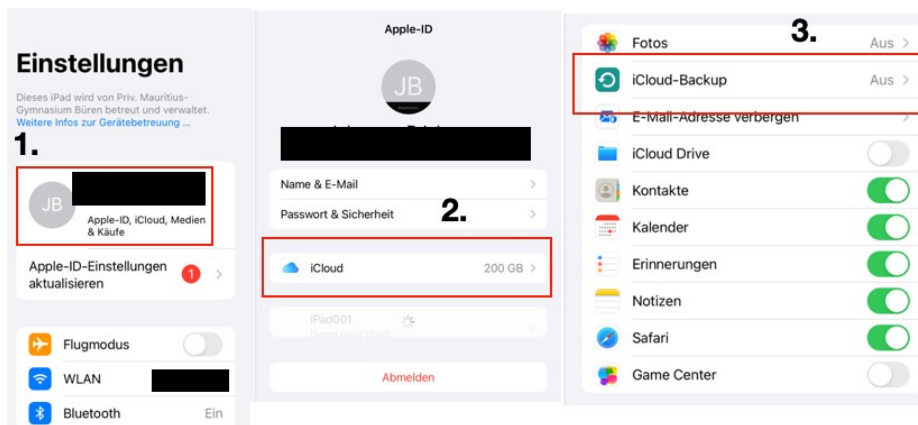 Einstellungen
Dieses iPad wird von Priv. Mauritius-
Gymnasium Büren betreut und verwaltet.
Weitere Infos zur Gerätebetreuung ...
1.
JB
Apple-ID, iCloud, Medien
& Käufe
Apple-ID-Einstellungen
aktualisieren
1
Flugmodus
WLAN
Bluetooth Ein
Apple-ID
JB
Name & E-Mail
Passwort & Sicherheit
2.
iCloud 200 GB
iPad001
Abmelden
3.
Fotos Aus
iCloud-Backup Aus
E-Mail-Adresse verbergen
iCloud Drive
Kontakte
Kalender
Erinnerungen
Notizen
Safari
Game Center